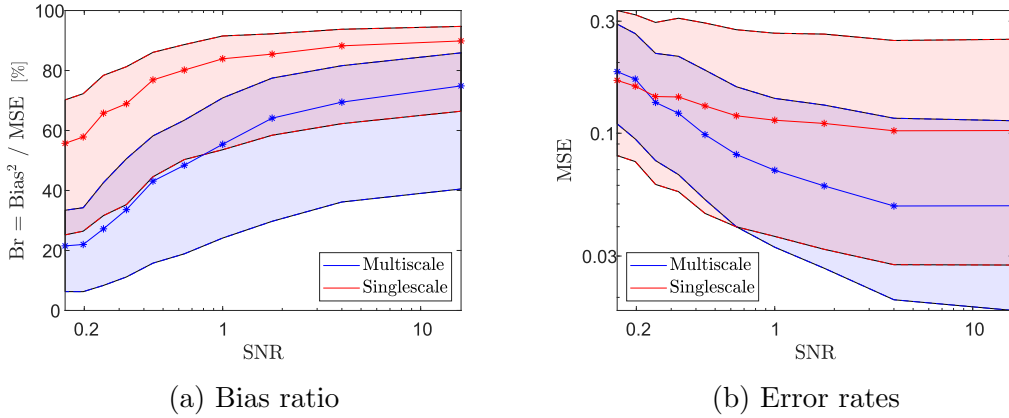 100
80
60
40
20
0
Br = Bias² / MSE [%]
0.2
1
10
SNR
Multiscale
Singlescale
(a) Bias ratio
0.3
0.1
0.03
MSE
0.2
1
10
SNR
Multiscale
Singlescale
(b) Error rates